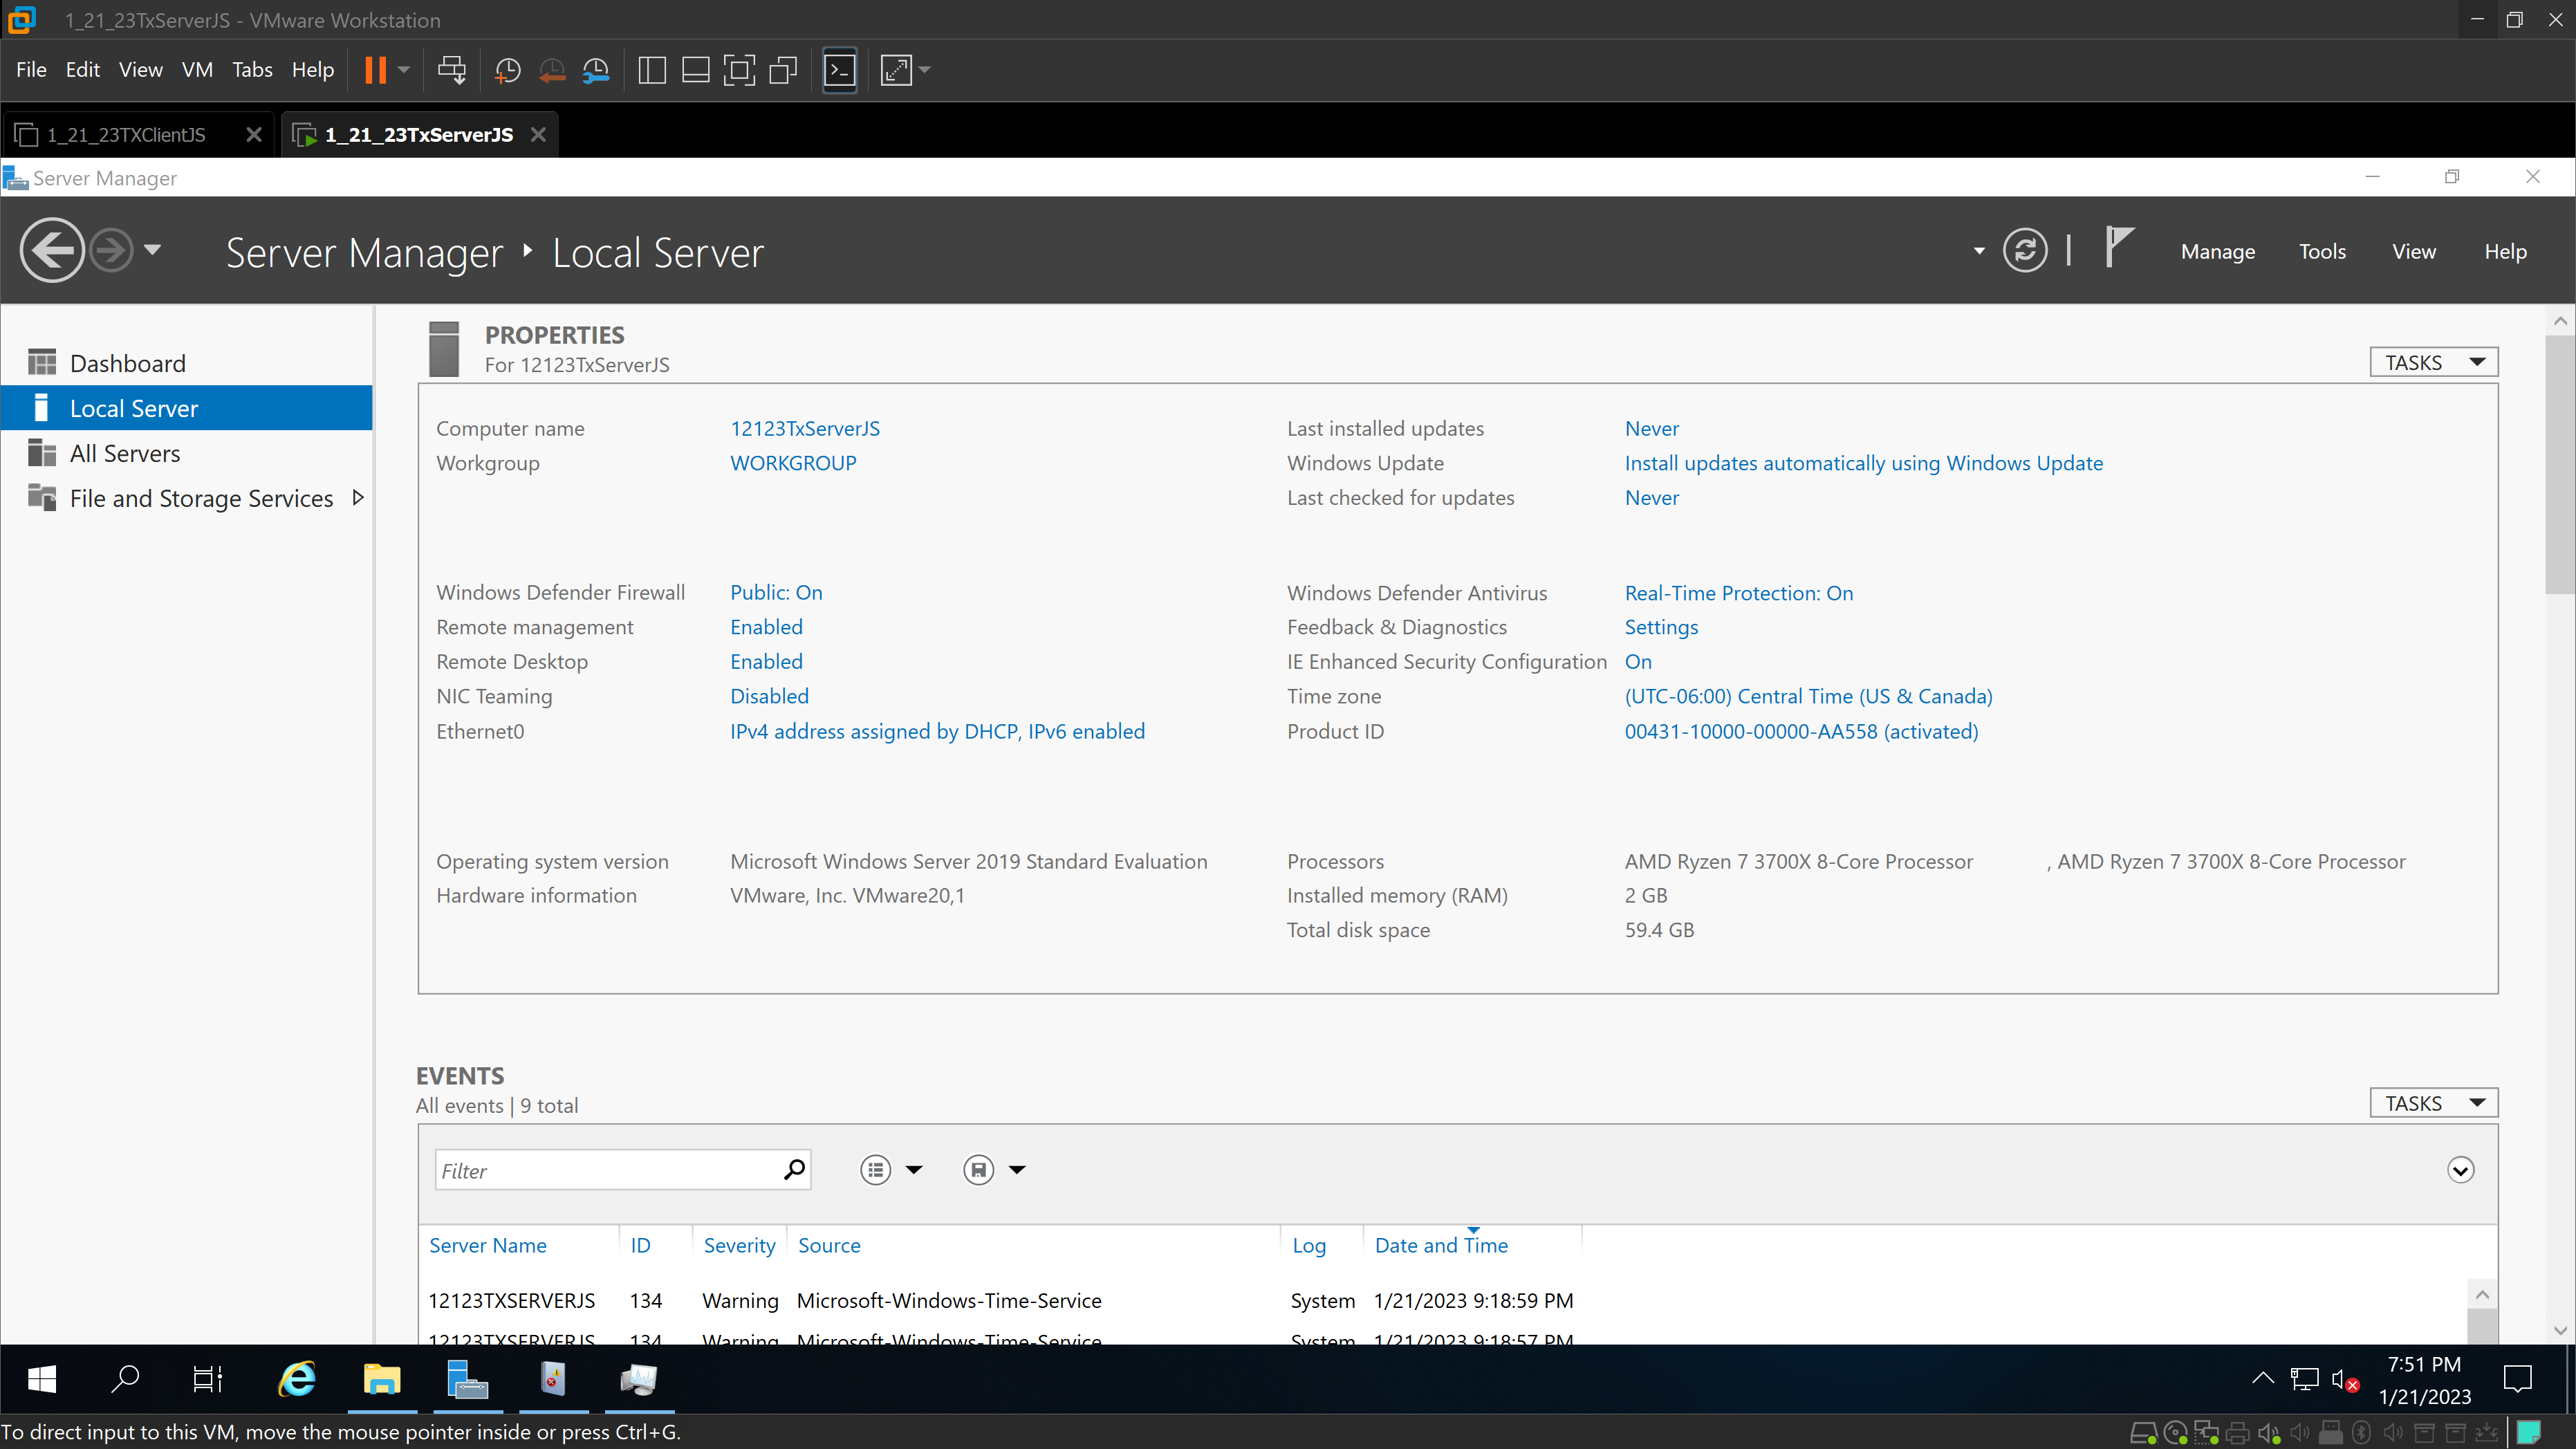 1_21_23TxServerJS - VMware Workstation
File Edit View VM Tabs Help
1_21_23TXClientJS 1_21_23TxServerJS
Server Manager
Server Manager Local Server
Manage Tools View Help
Dashboard
Local Server
All Servers
File and Storage Services
PROPERTIES
For 12123TxServerJS
TASKS
Computer name 12123TxServerJS
Workgroup WORKGROUP
Last installed updates Never
Windows Update Install updates automatically using Windows Update
Last checked for updates Never
Windows Defender Firewall Public: On
Remote management Enabled
Remote Desktop Enabled
NIC Teaming Disabled
Ethernet0 IPv4 address assigned by DHCP, IPv6 enabled
Windows Defender Antivirus Real-Time Protection: On
Feedback & Diagnostics Settings
IE Enhanced Security Configuration On
Time zone (UTC-06:00) Central Time (US & Canada)
Product ID 00431-10000-00000-AA558 (activated)
Operating system version Microsoft Windows Server 2019 Standard Evaluation
Hardware information VMware, Inc. VMware20,1
Processors AMD Ryzen 7 3700X 8-Core Processor , AMD Ryzen 7 3700X 8-Core Processor
Installed memory (RAM) 2 GB
Total disk space 59.4 GB
EVENTS
All events | 9 total
TASKS
Filter
Server Name ID Severity Source Log Date and Time
12123TXSERVERJS 134 Warning Microsoft-Windows-Time-Service System 1/21/2023 9:18:59 PM
12123TXSERVERJS 134 Warning Microsoft-Windows-Time-Service System 1/21/2023 9:18:57 PM
7:51 PM
1/21/2023
To direct input to this VM, move the mouse pointer inside or press Ctrl+G.